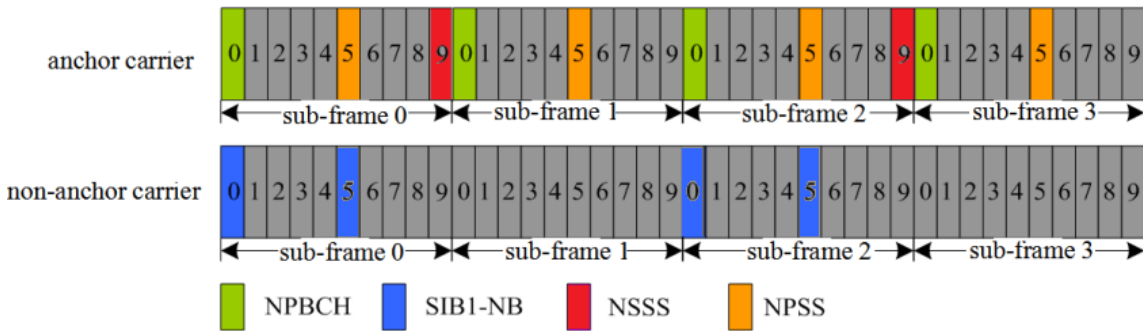 0 1 2 3 4 5 6 7 8 9 0 1 2 3 4 5 6 7 8 9 0 1 2 3 4 5 6 7 8 9 0 1 2 3 4 5 6 7 8 9
anchor carrier
sub-frame 0 sub-frame 1 sub-frame 2 sub-frame 3
0 1 2 3 4 5 6 7 8 9 0 1 2 3 4 5 6 7 8 9 0 1 2 3 4 5 6 7 8 9 0 1 2 3 4 5 6 7 8 9
non-anchor carrier
sub-frame 0 sub-frame 1 sub-frame 2 sub-frame 3
NPBCH SIB1-NB NSSS NPSS